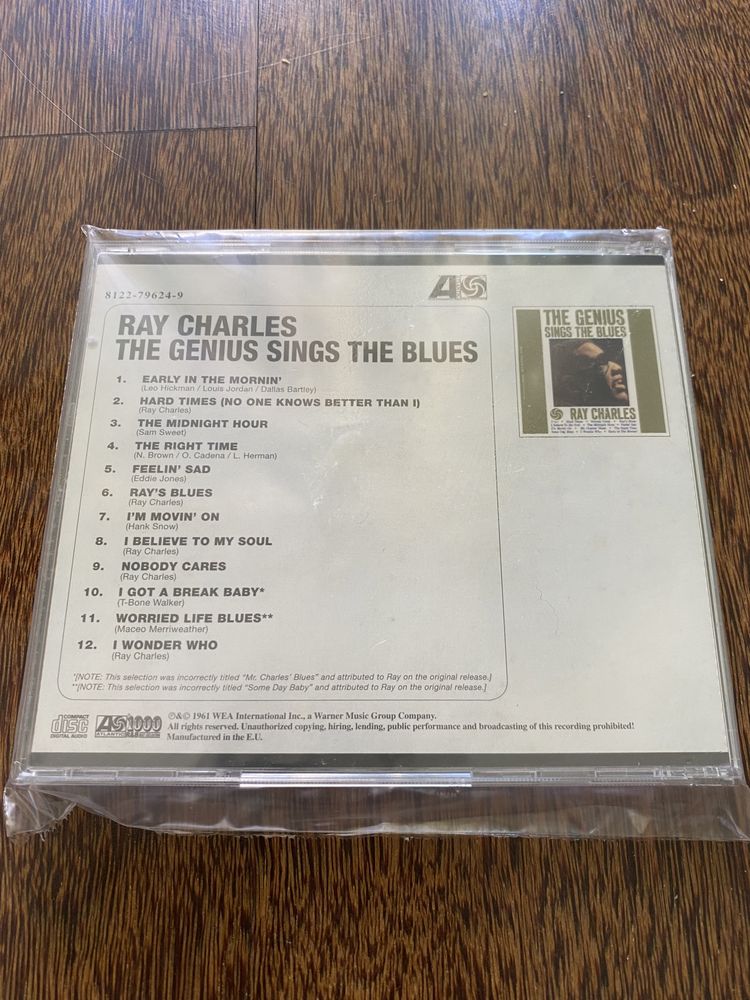 8122-79624-9
ATLANTIC
RAY CHARLES
THE GENIUS SINGS THE BLUES
1. EARLY IN THE MORNIN'
(Leo Hickman / Louis Jordan / Dallas Bartley)
2. HARD TIMES (NO ONE KNOWS BETTER THAN I)
(Ray Charles)
3. THE MIDNIGHT HOUR
(Sam Sweet)
4. THE RIGHT TIME
(N. Brown / O. Cadena / L. Herman)
5. FEELIN' SAD
(Eddie Jones)
6. RAY'S BLUES
(Ray Charles)
7. I'M MOVIN' ON
(Hank Snow)
8. I BELIEVE TO MY SOUL
(Ray Charles)
9. NOBODY CARES
(Ray Charles)
10. I GOT A BREAK BABY*
(T-Bone Walker)
11. WORRIED LIFE BLUES**
(Maceo Merriweather)
12. I WONDER WHO
(Ray Charles)
*[NOTE: This selection was incorrectly titled "Mr. Charles' Blues" and attributed to Ray on the original release.]
**[NOTE: This selection was incorrectly titled "Some Day Baby" and attributed to Ray on the original release.]
THE GENIUS
SINGS THE BLUES
RAY CHARLES
COMPACT
disc
DIGITAL AUDIO
ATLANTIC
1000
℗&© 1961 WEA International Inc., a Warner Music Group Company.
All rights reserved. Unauthorized copying, hiring, lending, public performance and broadcasting of this recording prohibited!
Manufactured in the E.U.